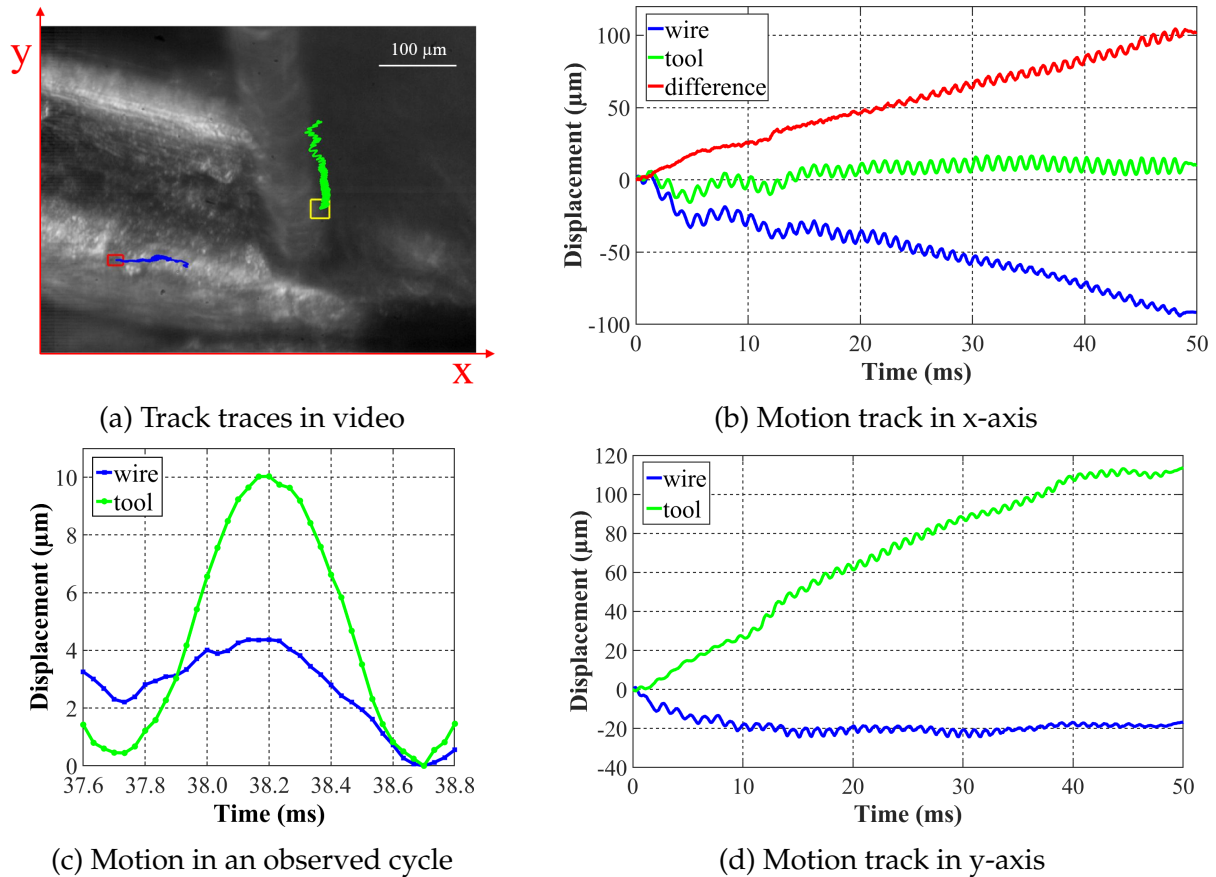 y
100 μm
x
(a) Track traces in video
wire
tool
difference
100
50
0
-50
-100
Displacement (μm)
0 10 20 30 40 50
Time (ms)
(b) Motion track in x-axis
wire
tool
10
8
6
4
2
0
Displacement (μm)
37.6 37.8 38.0 38.2 38.4 38.6 38.8
Time (ms)
(c) Motion in an observed cycle
wire
tool
120
100
80
60
40
20
0
-20
-40
Displacement (μm)
0 10 20 30 40 50
Time (ms)
(d) Motion track in y-axis